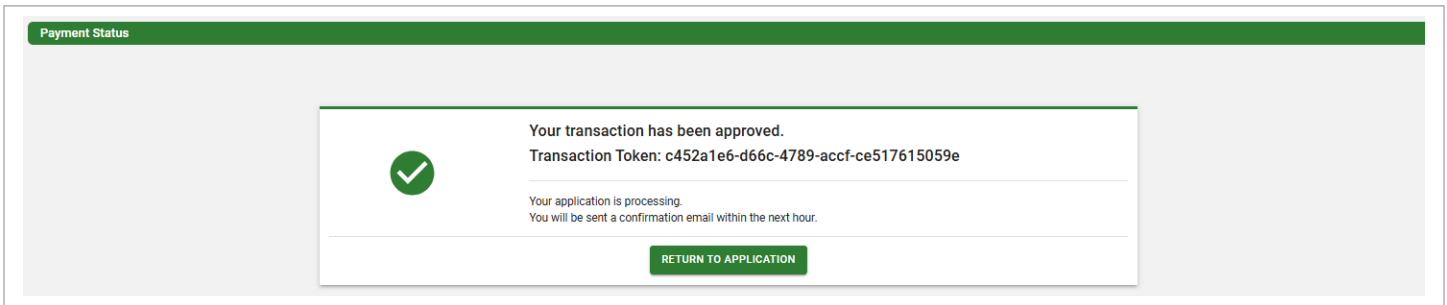 Payment Status
Your transaction has been approved.
Transaction Token: c452a1e6-d66c-4789-accf-ce517615059e
Your application is processing.
You will be sent a confirmation email within the next hour.
RETURN TO APPLICATION